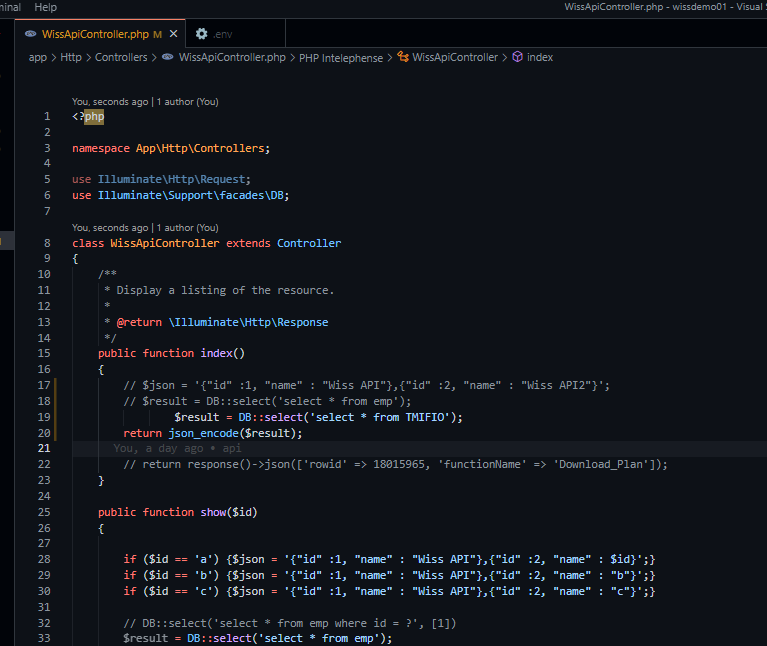 minal Help WissApiController.php - wissdemo01 - Visual S
WissApiController.php M × .env
app > Http > Controllers > WissApiController.php > PHP Intelephense > WissApiController > index
You, seconds ago | 1 author (You)
1 <?php
2
3 namespace App\Http\Controllers;
4
5 use Illuminate\Http\Request;
6 use Illuminate\Support\facades\DB;
7
You, seconds ago | 1 author (You)
8 class WissApiController extends Controller
9 {
10 /**
11 * Display a listing of the resource.
12 *
13 * @return \Illuminate\Http\Response
14 */
15 public function index()
16 {
17 // $json = '{"id" :1, "name" : "Wiss API"},{"id" :2, "name" : "Wiss API2"}';
18 // $result = DB::select('select * from emp');
19 $result = DB::select('select * from TMIFIO');
20 return json_encode($result);
21 You, a day ago • api
22 // return response()->json(['rowid' => 18015965, 'functionName' => 'Download_Plan']);
23 }
24
25 public function show($id)
26 {
27
28 if ($id == 'a') {$json = '{"id" :1, "name" : "Wiss API"},{"id" :2, "name" : $id}';}
29 if ($id == 'b') {$json = '{"id" :1, "name" : "Wiss API"},{"id" :2, "name" : "b"}';}
30 if ($id == 'c') {$json = '{"id" :1, "name" : "Wiss API"},{"id" :2, "name" : "c"}';}
31
32 // DB::select('select * from emp where id = ?', [1])
33 $result = DB::select('select * from emp');